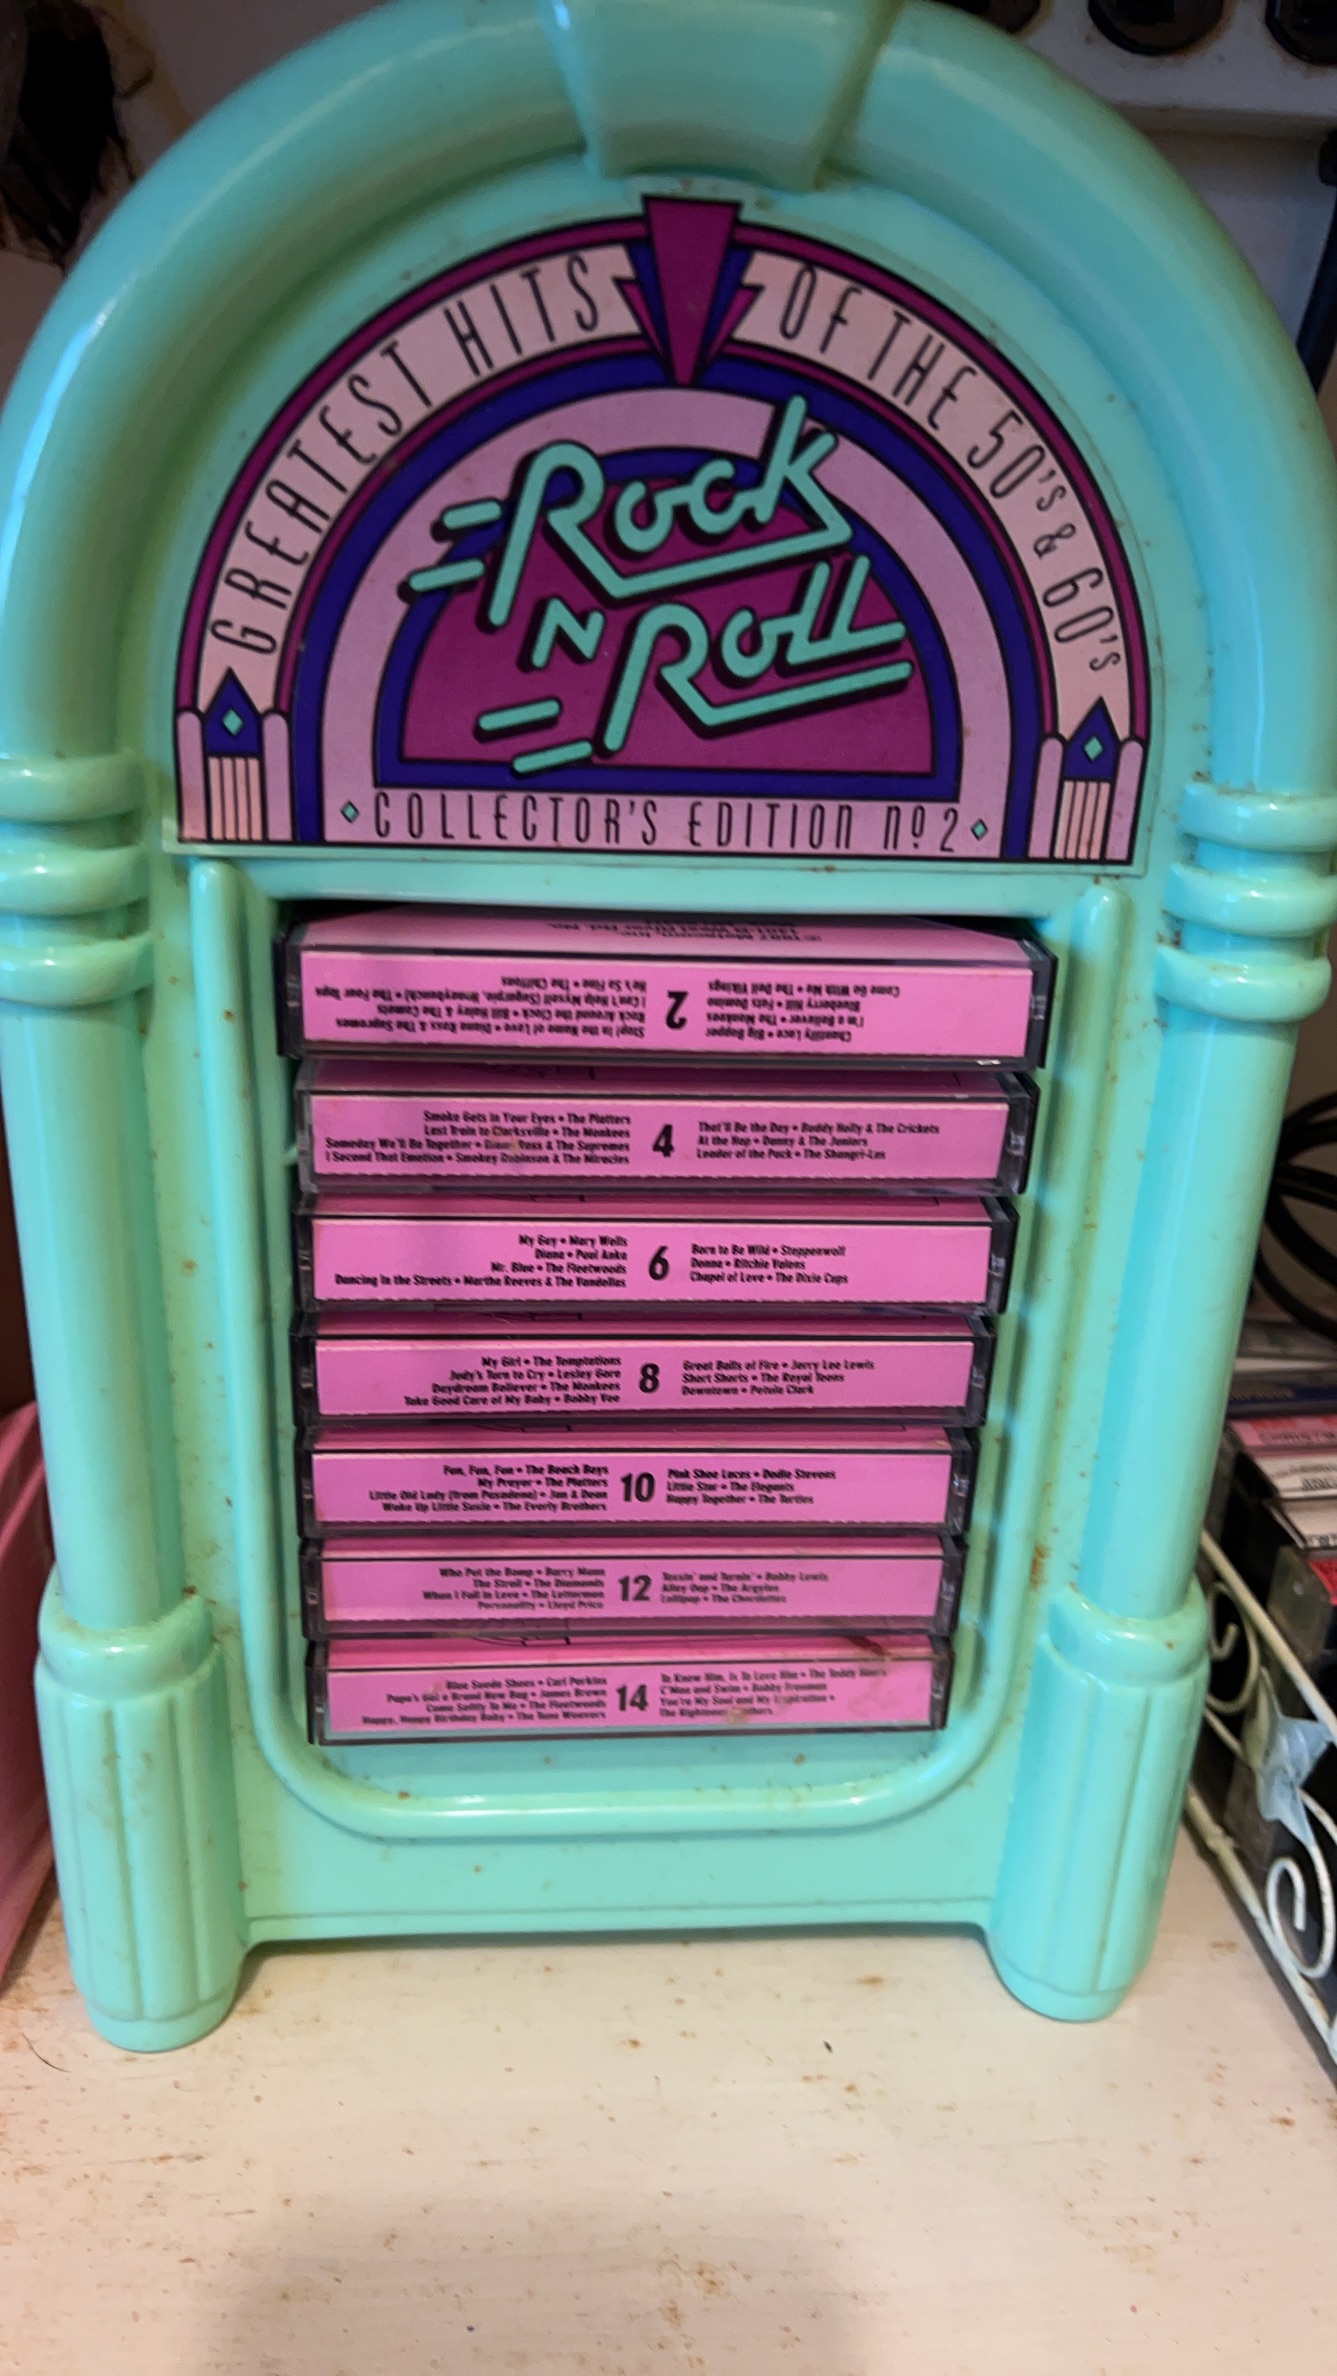 GREATEST HITS OF THE 50's & 60's
Rock
N
Roll
COLLECTOR'S EDITION Nº 2
2
Chantilly Lace • Big Bopper
I'm a Believer • The Monkees
Blueberry Hill • Fats Domino
Come Go With Me • The Dell Vikings
Stop! In the Name of Love • Diana Ross & The Supremes
Rock Around the Clock • Bill Haley & The Comets
I Can't Help Myself (Sugarpie, Honeybunch) • The Four Tops
He's So Fine • The Chiffons
Smoke Gets in Your Eyes • The Platters
Last Train to Clarksville • The Monkees
Someday We'll Be Together • Diana Ross & The Supremes
I Second That Emotion • Smokey Robinson & The Miracles
4
That'll Be the Day • Buddy Holly & The Crickets
At the Hop • Danny & The Juniors
Leader of the Pack • The Shangri-Las
My Guy • Mary Wells
Diana • Paul Anka
Mr. Blue • The Fleetwoods
Dancing In the Streets • Martha Reeves & The Vandellas
6
Born to Be Wild • Steppenwolf
Donna • Ritchie Valens
Chapel of Love • The Dixie Cups
My Girl • The Temptations
Judy's Turn to Cry • Lesley Gore
Daydream Believer • The Monkees
Take Good Care of My Baby • Bobby Vee
8
Great Balls of Fire • Jerry Lee Lewis
Short Shorts • The Royal Teens
Downtown • Petula Clark
Fun, Fun, Fun • The Beach Boys
My Prayer • The Platters
Little Old Lady (from Pasadena) • Jan & Dean
Wake Up Little Susie • The Everly Brothers
10
Pink Shoe Laces • Dodie Stevens
Little Star • The Elegants
Happy Together • The Turtles
Who Put the Bomp • Barry Mann
The Stroll • The Diamonds
When I Fall in Love • The Lettermen
Personality • Lloyd Price
12
Tossin' and Turnin' • Bobby Lewis
Alley Oop • The Argyles
Lollipop • The Chordettes
Blue Suede Shoes • Carl Perkins
Papa's Got a Brand New Bag • James Brown
Come Softly To Me • The Fleetwoods
Happy, Happy Birthday Baby • The Tune Weavers
14
To Know Him, Is To Love Him • The Teddy Bears
C'Mon and Swim • Bobby Freeman
You're My Soul and My Inspiration •
The Righteous Brothers